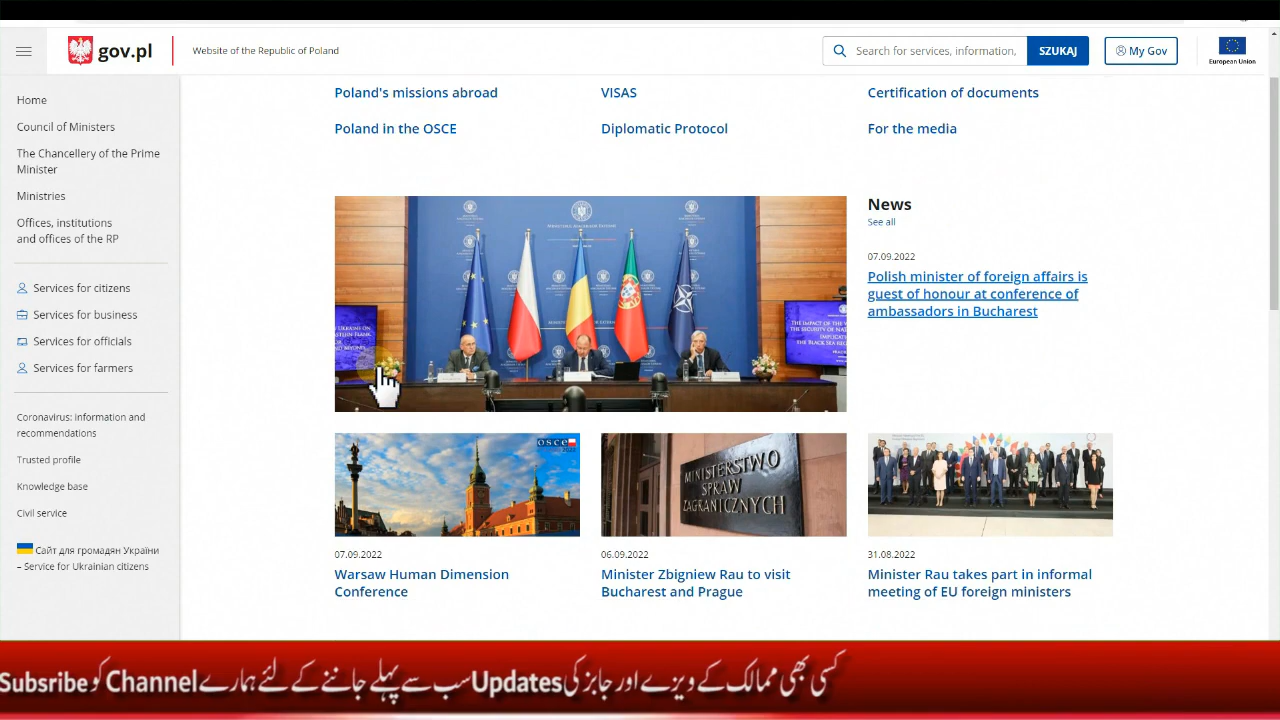 gov.pl
Website of the Republic of Poland
Search for services, information,
SZUKAJ
My Gov
European Union
Home
Council of Ministers
The Chancellery of the Prime
Minister
Ministries
Offices, institutions
and offices of the RP
Services for citizens
Services for business
Services for officials
Services for farmers
Coronavirus: information and
recommendations
Trusted profile
Knowledge base
Civil service
Сайт для громадян України
– Service for Ukrainian citizens
Poland's missions abroad
VISAS
Certification of documents
Poland in the OSCE
Diplomatic Protocol
For the media
News
See all
07.09.2022
Polish minister of foreign affairs is
guest of honour at conference of
ambassadors in Bucharest
THE IMPACT OF THE
osce
MINISTERSTWO
SPRAW
ZAGRANICZNYCH
07.09.2022
Warsaw Human Dimension
Conference
06.09.2022
Minister Zbigniew Rau to visit
Bucharest and Prague
31.08.2022
Minister Rau takes part in informal
meeting of EU foreign ministers
کسی بھی ممالک کے ویزے اور جابز کی Updates سب سے پہلے جاننے کے لئے ہمارے Channel کو Subsribe